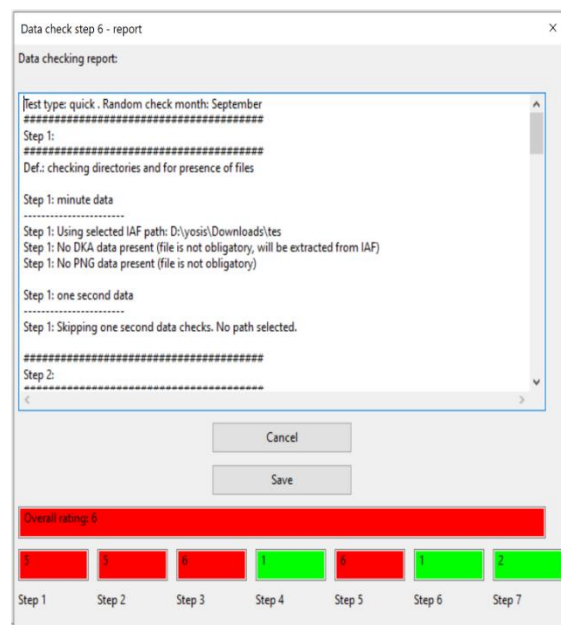 Data check step 6 - report
Data checking report:
Test type: quick . Random check month: September
#######################################
Step 1:
#######################################
Def.: checking directories and for presence of files
Step 1: minute data
-----------------------
Step 1: Using selected IAF path: D:\yosis\Downloads\tes
Step 1: No DKA data present (file is not obligatory, will be extracted from IAF)
Step 1: No PNG data present (file is not obligatory)
Step 1: one second data
-----------------------
Step 1: Skipping one second data checks. No path selected.
#######################################
Step 2:
#######################################
Cancel
Save
Overall rating: 6
5 5 6 1 6 1 2
Step 1 Step 2 Step 3 Step 4 Step 5 Step 6 Step 7